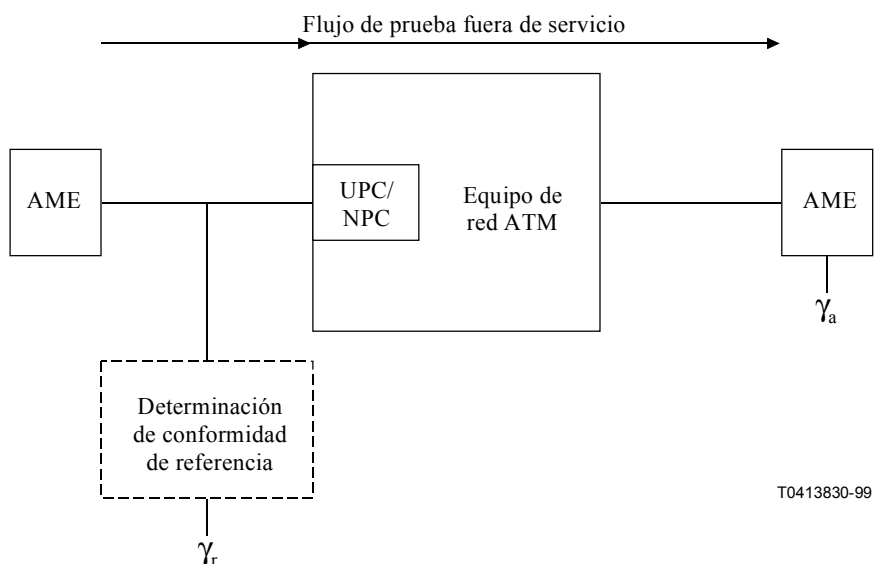 Flujo de prueba fuera de servicio
AME
UPC/
NPC
Equipo de
red ATM
AME
γa
Determinación
de conformidad
de referencia
T0413830-99
γr